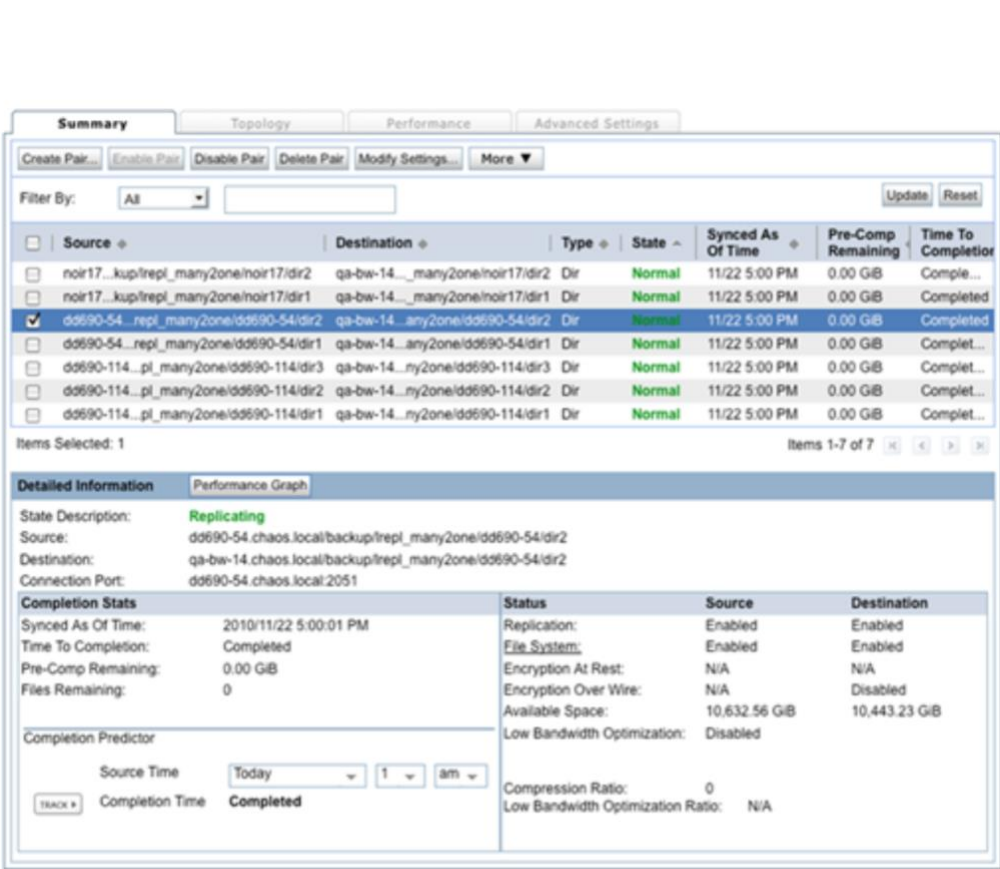 Summary Topology Performance Advanced Settings
Create Pair... Enable Pair Disable Pair Delete Pair Modify Settings... More ▼
Filter By: All Update Reset
Source Destination Type State Synced As Of Time Pre-Comp Remaining Time To Completion
noir17...kup/lrepl_many2one/noir17/dir2 qa-bw-14..._many2one/noir17/dir2 Dir Normal 11/22 5:00 PM 0.00 GiB Comple...
noir17...kup/lrepl_many2one/noir17/dir1 qa-bw-14..._many2one/noir17/dir1 Dir Normal 11/22 5:00 PM 0.00 GiB Completed
dd690-54...repl_many2one/dd690-54/dir2 qa-bw-14...any2one/dd690-54/dir2 Dir Normal 11/22 5:00 PM 0.00 GiB Completed
dd690-54...repl_many2one/dd690-54/dir1 qa-bw-14...any2one/dd690-54/dir1 Dir Normal 11/22 5:00 PM 0.00 GiB Complet...
dd690-114...pl_many2one/dd690-114/dir3 qa-bw-14...ny2one/dd690-114/dir3 Dir Normal 11/22 5:00 PM 0.00 GiB Complet...
dd690-114...pl_many2one/dd690-114/dir2 qa-bw-14...ny2one/dd690-114/dir2 Dir Normal 11/22 5:00 PM 0.00 GiB Complet...
dd690-114...pl_many2one/dd690-114/dir1 qa-bw-14...ny2one/dd690-114/dir1 Dir Normal 11/22 5:00 PM 0.00 GiB Complet...
Items Selected: 1 Items 1-7 of 7
Detailed Information Performance Graph
State Description: Replicating
Source: dd690-54.chaos.local/backup/lrepl_many2one/dd690-54/dir2
Destination: qa-bw-14.chaos.local/backup/lrepl_many2one/dd690-54/dir2
Connection Port: dd690-54.chaos.local:2051
Completion Stats
Synced As Of Time: 2010/11/22 5:00:01 PM
Time To Completion: Completed
Pre-Comp Remaining: 0.00 GiB
Files Remaining: 0
Completion Predictor
Source Time Today 1 am
TRACK Completion Time Completed
Status Source Destination
Replication: Enabled Enabled
File System: Enabled Enabled
Encryption At Rest: N/A N/A
Encryption Over Wire: N/A Disabled
Available Space: 10,632.56 GiB 10,443.23 GiB
Low Bandwidth Optimization: Disabled
Compression Ratio: 0
Low Bandwidth Optimization Ratio: N/A